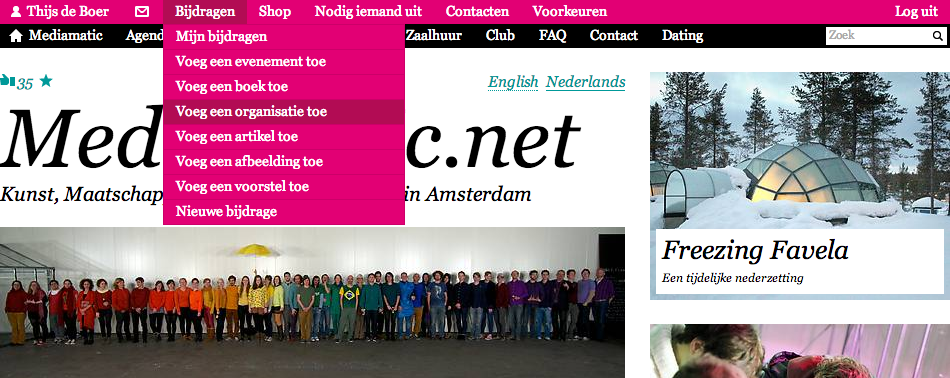 Thijs de Boer Bijdragen Shop Nodig iemand uit Contacten Voorkeuren Log uit
Mediamatic Agend Zaalhuur Club FAQ Contact Dating Zoek
Mijn bijdragen
Voeg een evenement toe
Voeg een boek toe
Voeg een organisatie toe
Voeg een artikel toe
Voeg een afbeelding toe
Voeg een voorstel toe
Nieuwe bijdrage
35
English Nederlands
Med c.net
Kunst, Maatschap in Amsterdam
Freezing Favela
Een tijdelijke nederzetting